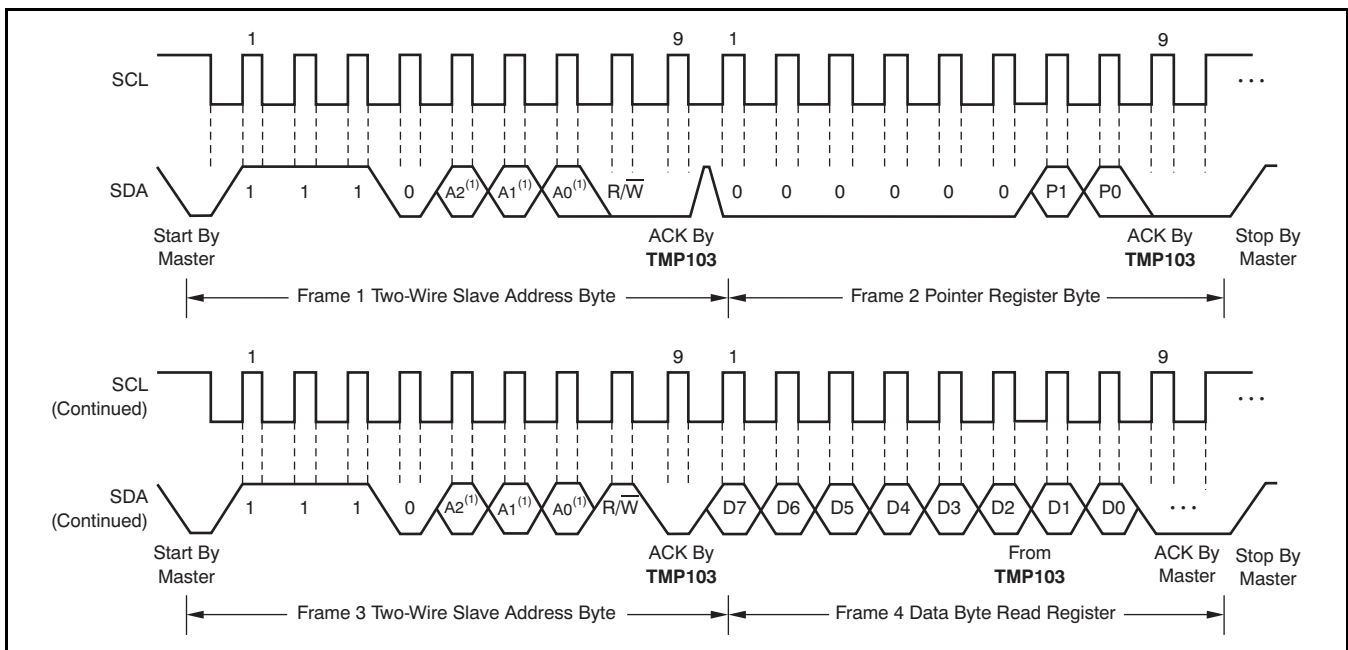 1 9 1 9
SCL ···
SDA 1 1 1 0 A2(1) A1(1) A0(1) R/W̅ 0 0 0 0 0 0 P1 P0
Start By Master ACK By TMP103 ACK By TMP103 Stop By Master
Frame 1 Two-Wire Slave Address Byte Frame 2 Pointer Register Byte
1 9 1 9
SCL (Continued) ···
SDA (Continued) 1 1 1 0 A2(1) A1(1) A0(1) R/W̅ D7 D6 D5 D4 D3 D2 D1 D0 ···
Start By Master ACK By TMP103 From TMP103 ACK By Master Stop By Master
Frame 3 Two-Wire Slave Address Byte Frame 4 Data Byte Read Register